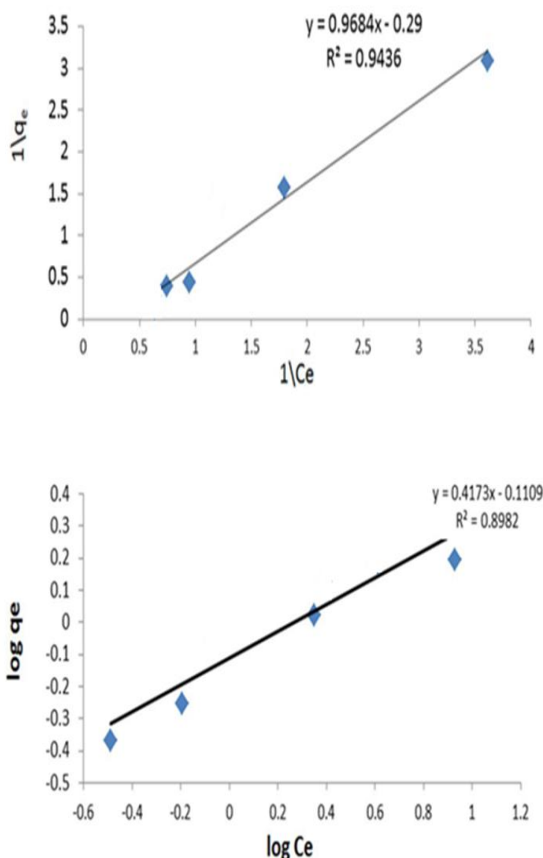 y = 0.9684x - 0.29
R² = 0.9436
3.5
3
2.5
2
1.5
1
0.5
0
1\qₑ
0 0.5 1 1.5 2 2.5 3 3.5 4
1\Ce
y = 0.4173x - 0.1109
R² = 0.8982
0.4
0.3
0.2
0.1
0
-0.1
-0.2
-0.3
-0.4
-0.5
log qe
-0.6 -0.4 -0.2 0 0.2 0.4 0.6 0.8 1 1.2
log Ce